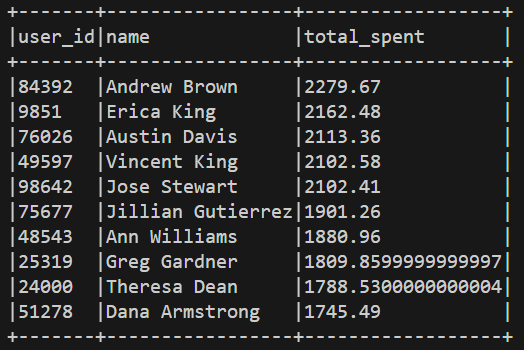 +-------+-----------------+------------------+
|user_id|name             |total_spent       |
+-------+-----------------+------------------+
|84392  |Andrew Brown     |2279.67           |
|9851   |Erica King       |2162.48           |
|76026  |Austin Davis     |2113.36           |
|49597  |Vincent King     |2102.58           |
|98642  |Jose Stewart     |2102.41           |
|75677  |Jillian Gutierrez|1901.26           |
|48543  |Ann Williams     |1880.96           |
|25319  |Greg Gardner     |1809.8599999999997|
|24000  |Theresa Dean     |1788.5300000000004|
|51278  |Dana Armstrong   |1745.49           |
+-------+-----------------+------------------+